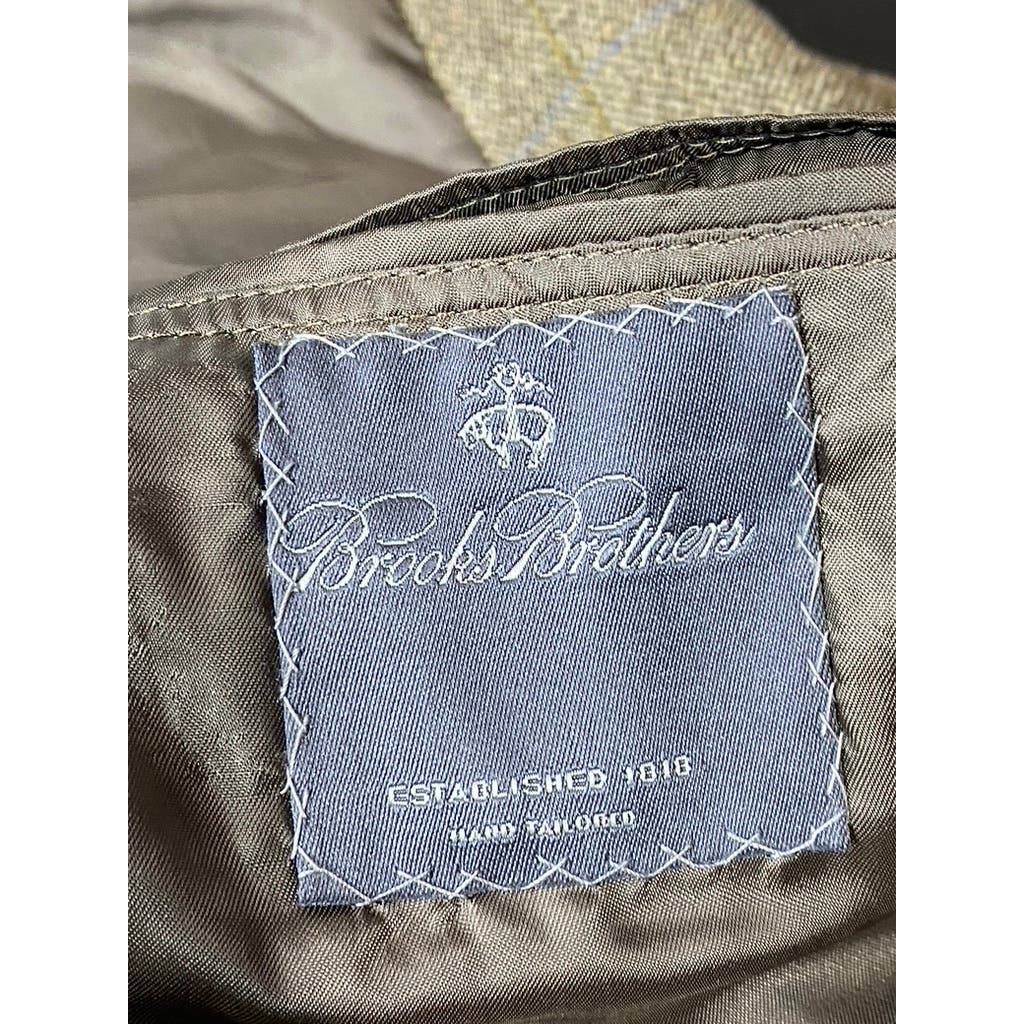 Brooks Brothers
ESTABLISHED 1818
HAND TAILORED